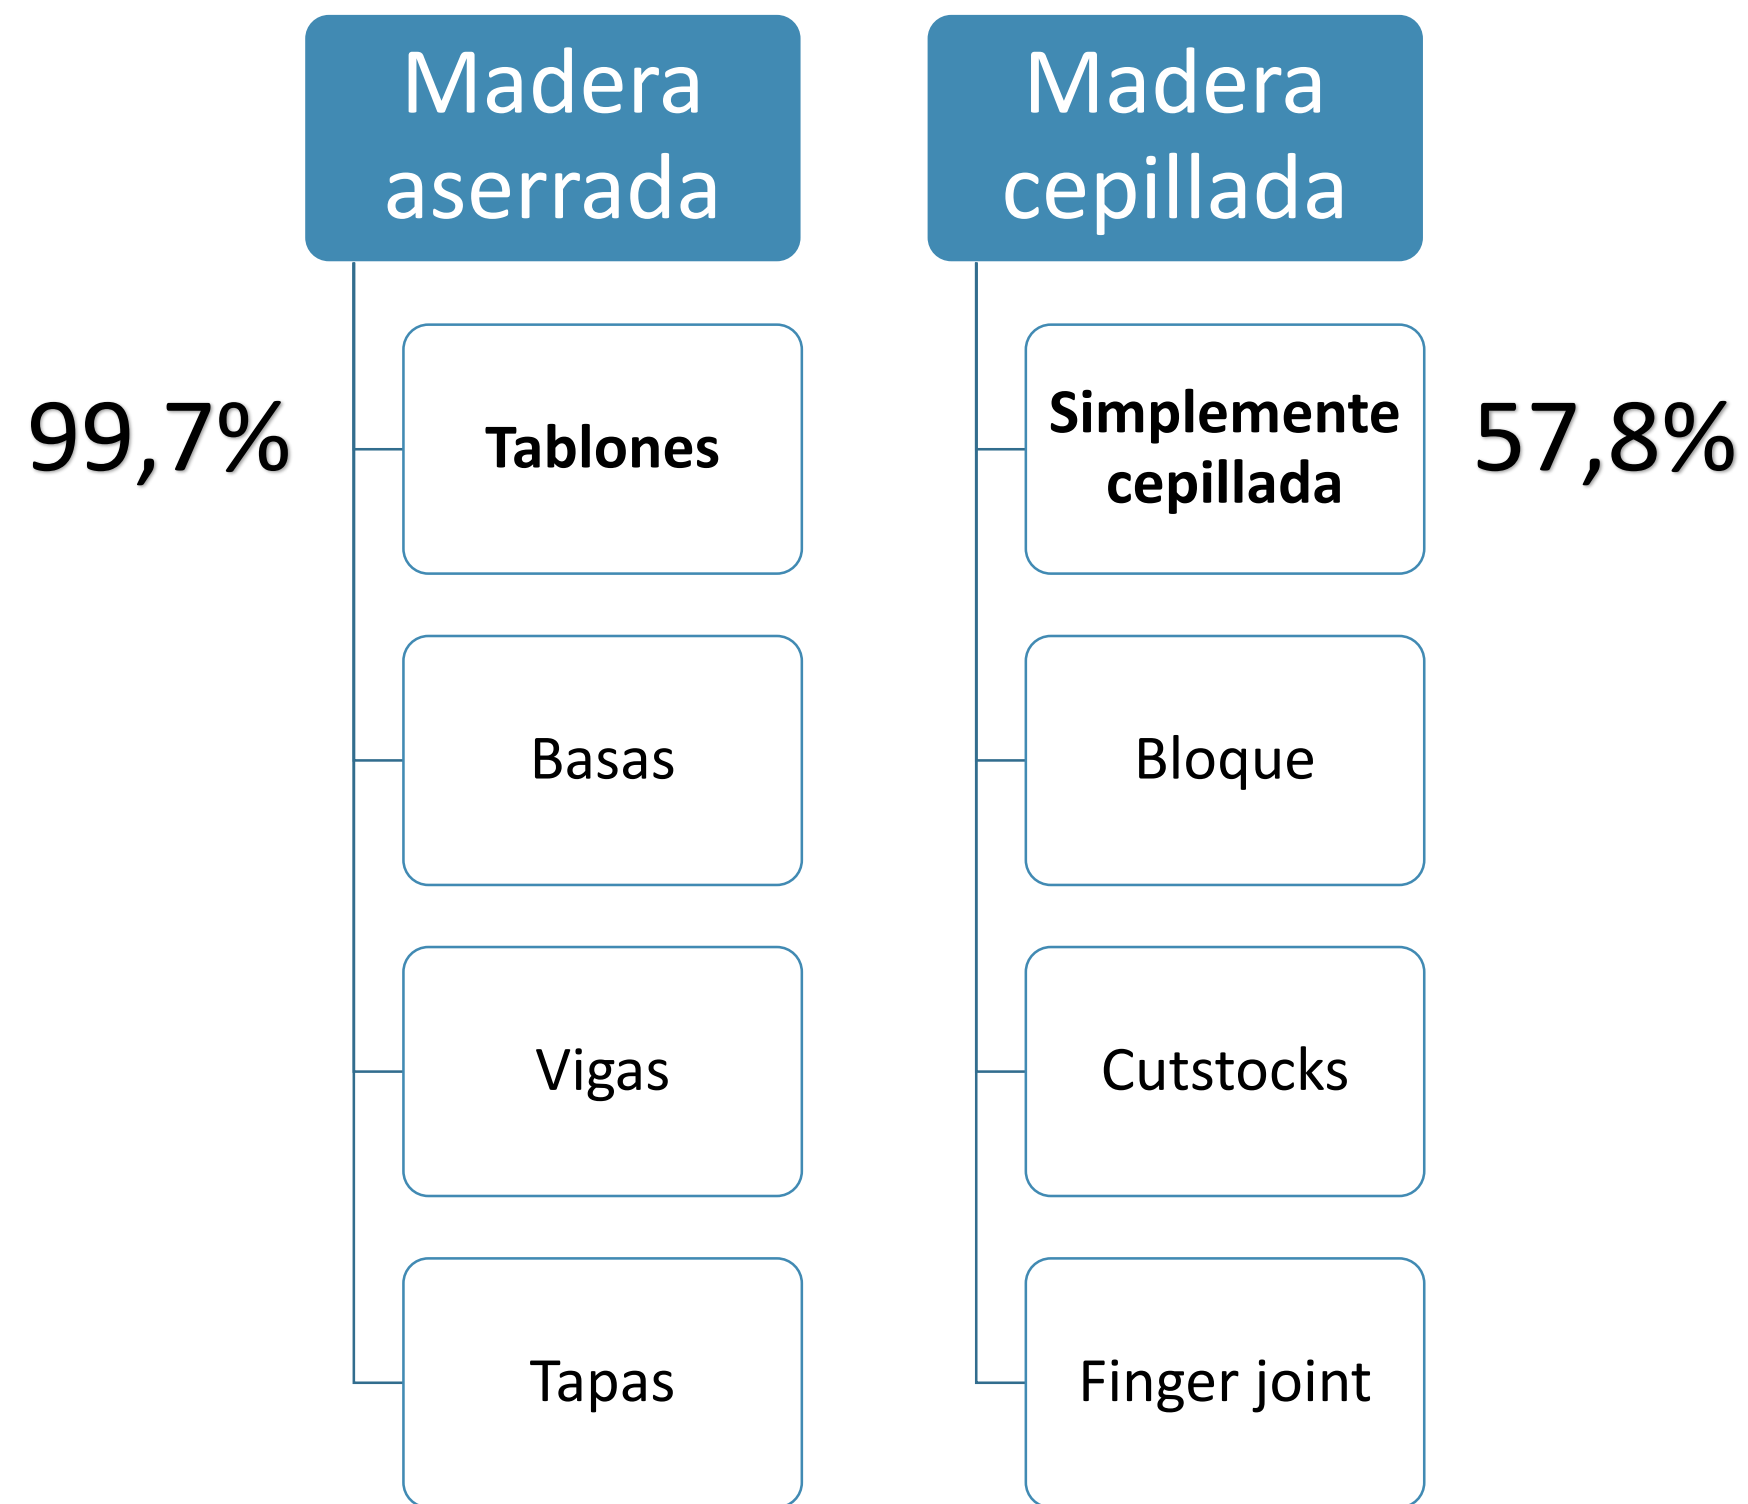 Madera
aserrada
99,7%
Tablones
Basas
Vigas
Tapas
Madera
cepillada
Simplemente
cepillada
57,8%
Bloque
Cutstocks
Finger joint